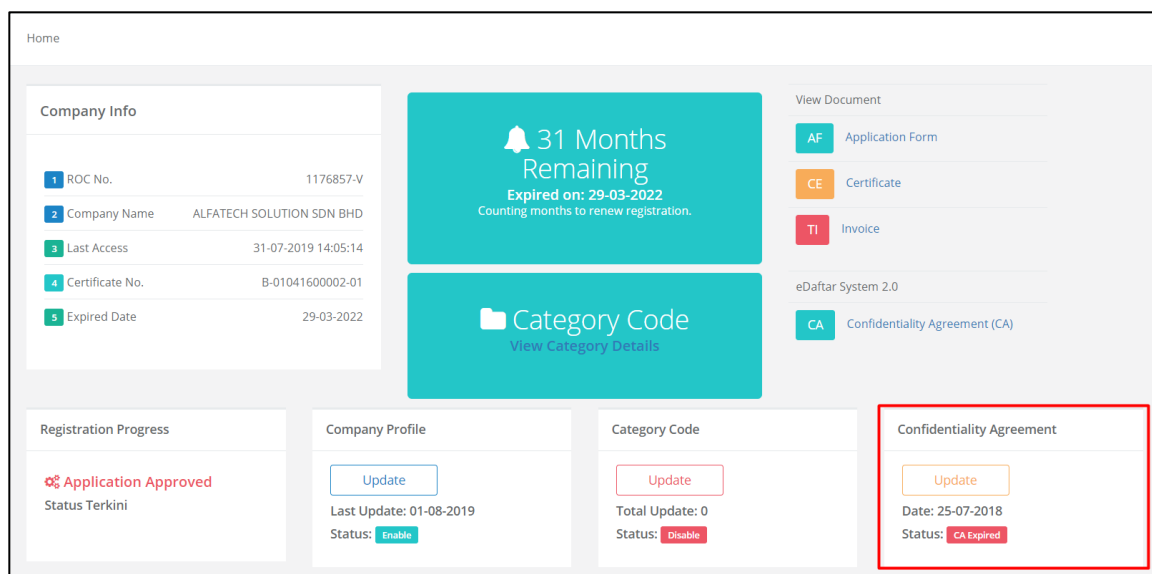 Home
Company Info
1 ROC No. 1176857-V
2 Company Name ALFATECH SOLUTION SDN BHD
3 Last Access 31-07-2019 14:05:14
4 Certificate No. B-01041600002-01
5 Expired Date 29-03-2022
31 Months
Remaining
Expired on: 29-03-2022
Counting months to renew registration.
Category Code
View Category Details
View Document
AF Application Form
CE Certificate
TI Invoice
eDaftar System 2.0
CA Confidentiality Agreement (CA)
Registration Progress
Application Approved
Status Terkini
Company Profile
Update
Last Update: 01-08-2019
Status: Enable
Category Code
Update
Total Update: 0
Status: Disable
Confidentiality Agreement
Update
Date: 25-07-2018
Status: CA Expired